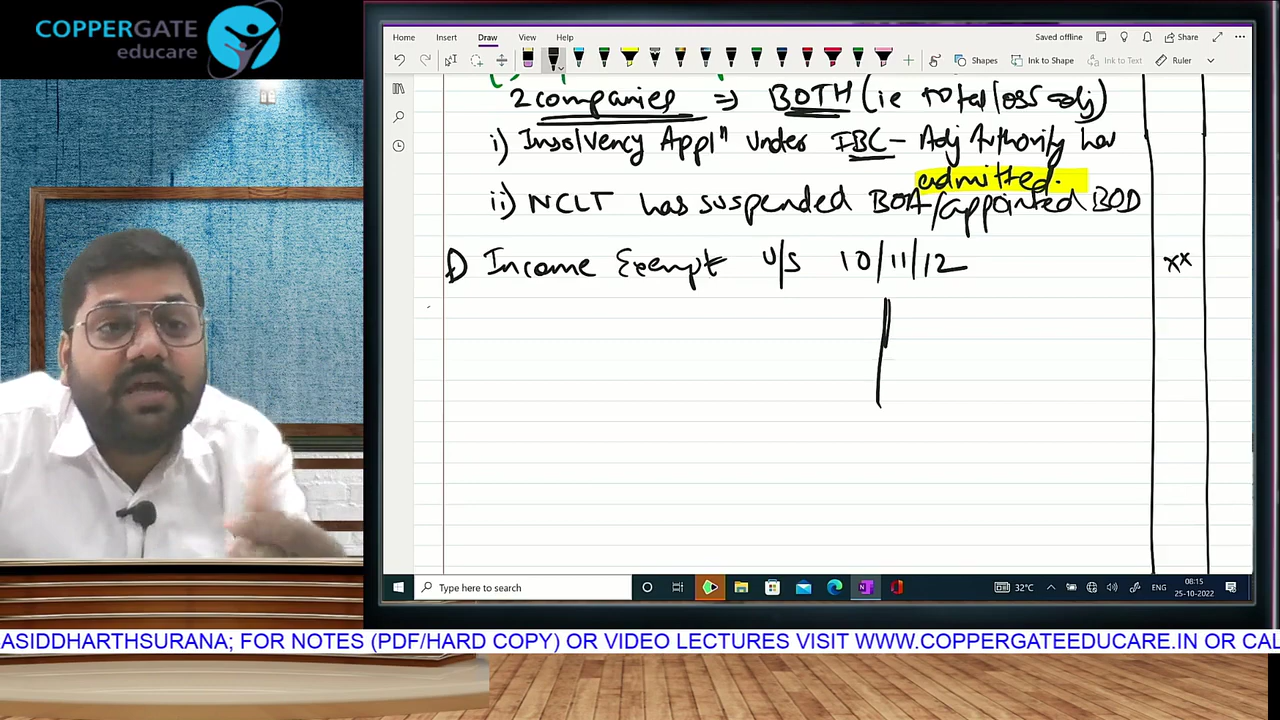 COPPERGATE
educare
Home Insert Draw View Help
Saved offline
Share
Shapes
Ink to Shape
Ink to Text
Ruler
2 companies ⇒ BOTH (ie total loss adj)
i) Insolvency Applⁿ under IBC - Adj Authority has
admitted.
ii) NCLT has suspended BOA/appointed BOD
D) Income Exempt u/s 10/11/12 xx
Type here to search
32°C
ENG
08:15
25-10-2022
ASIDDHARTHSURANA; FOR NOTES (PDF/HARD COPY) OR VIDEO LECTURES VISIT WWW.COPPERGATEEDUCARE.IN OR CAL